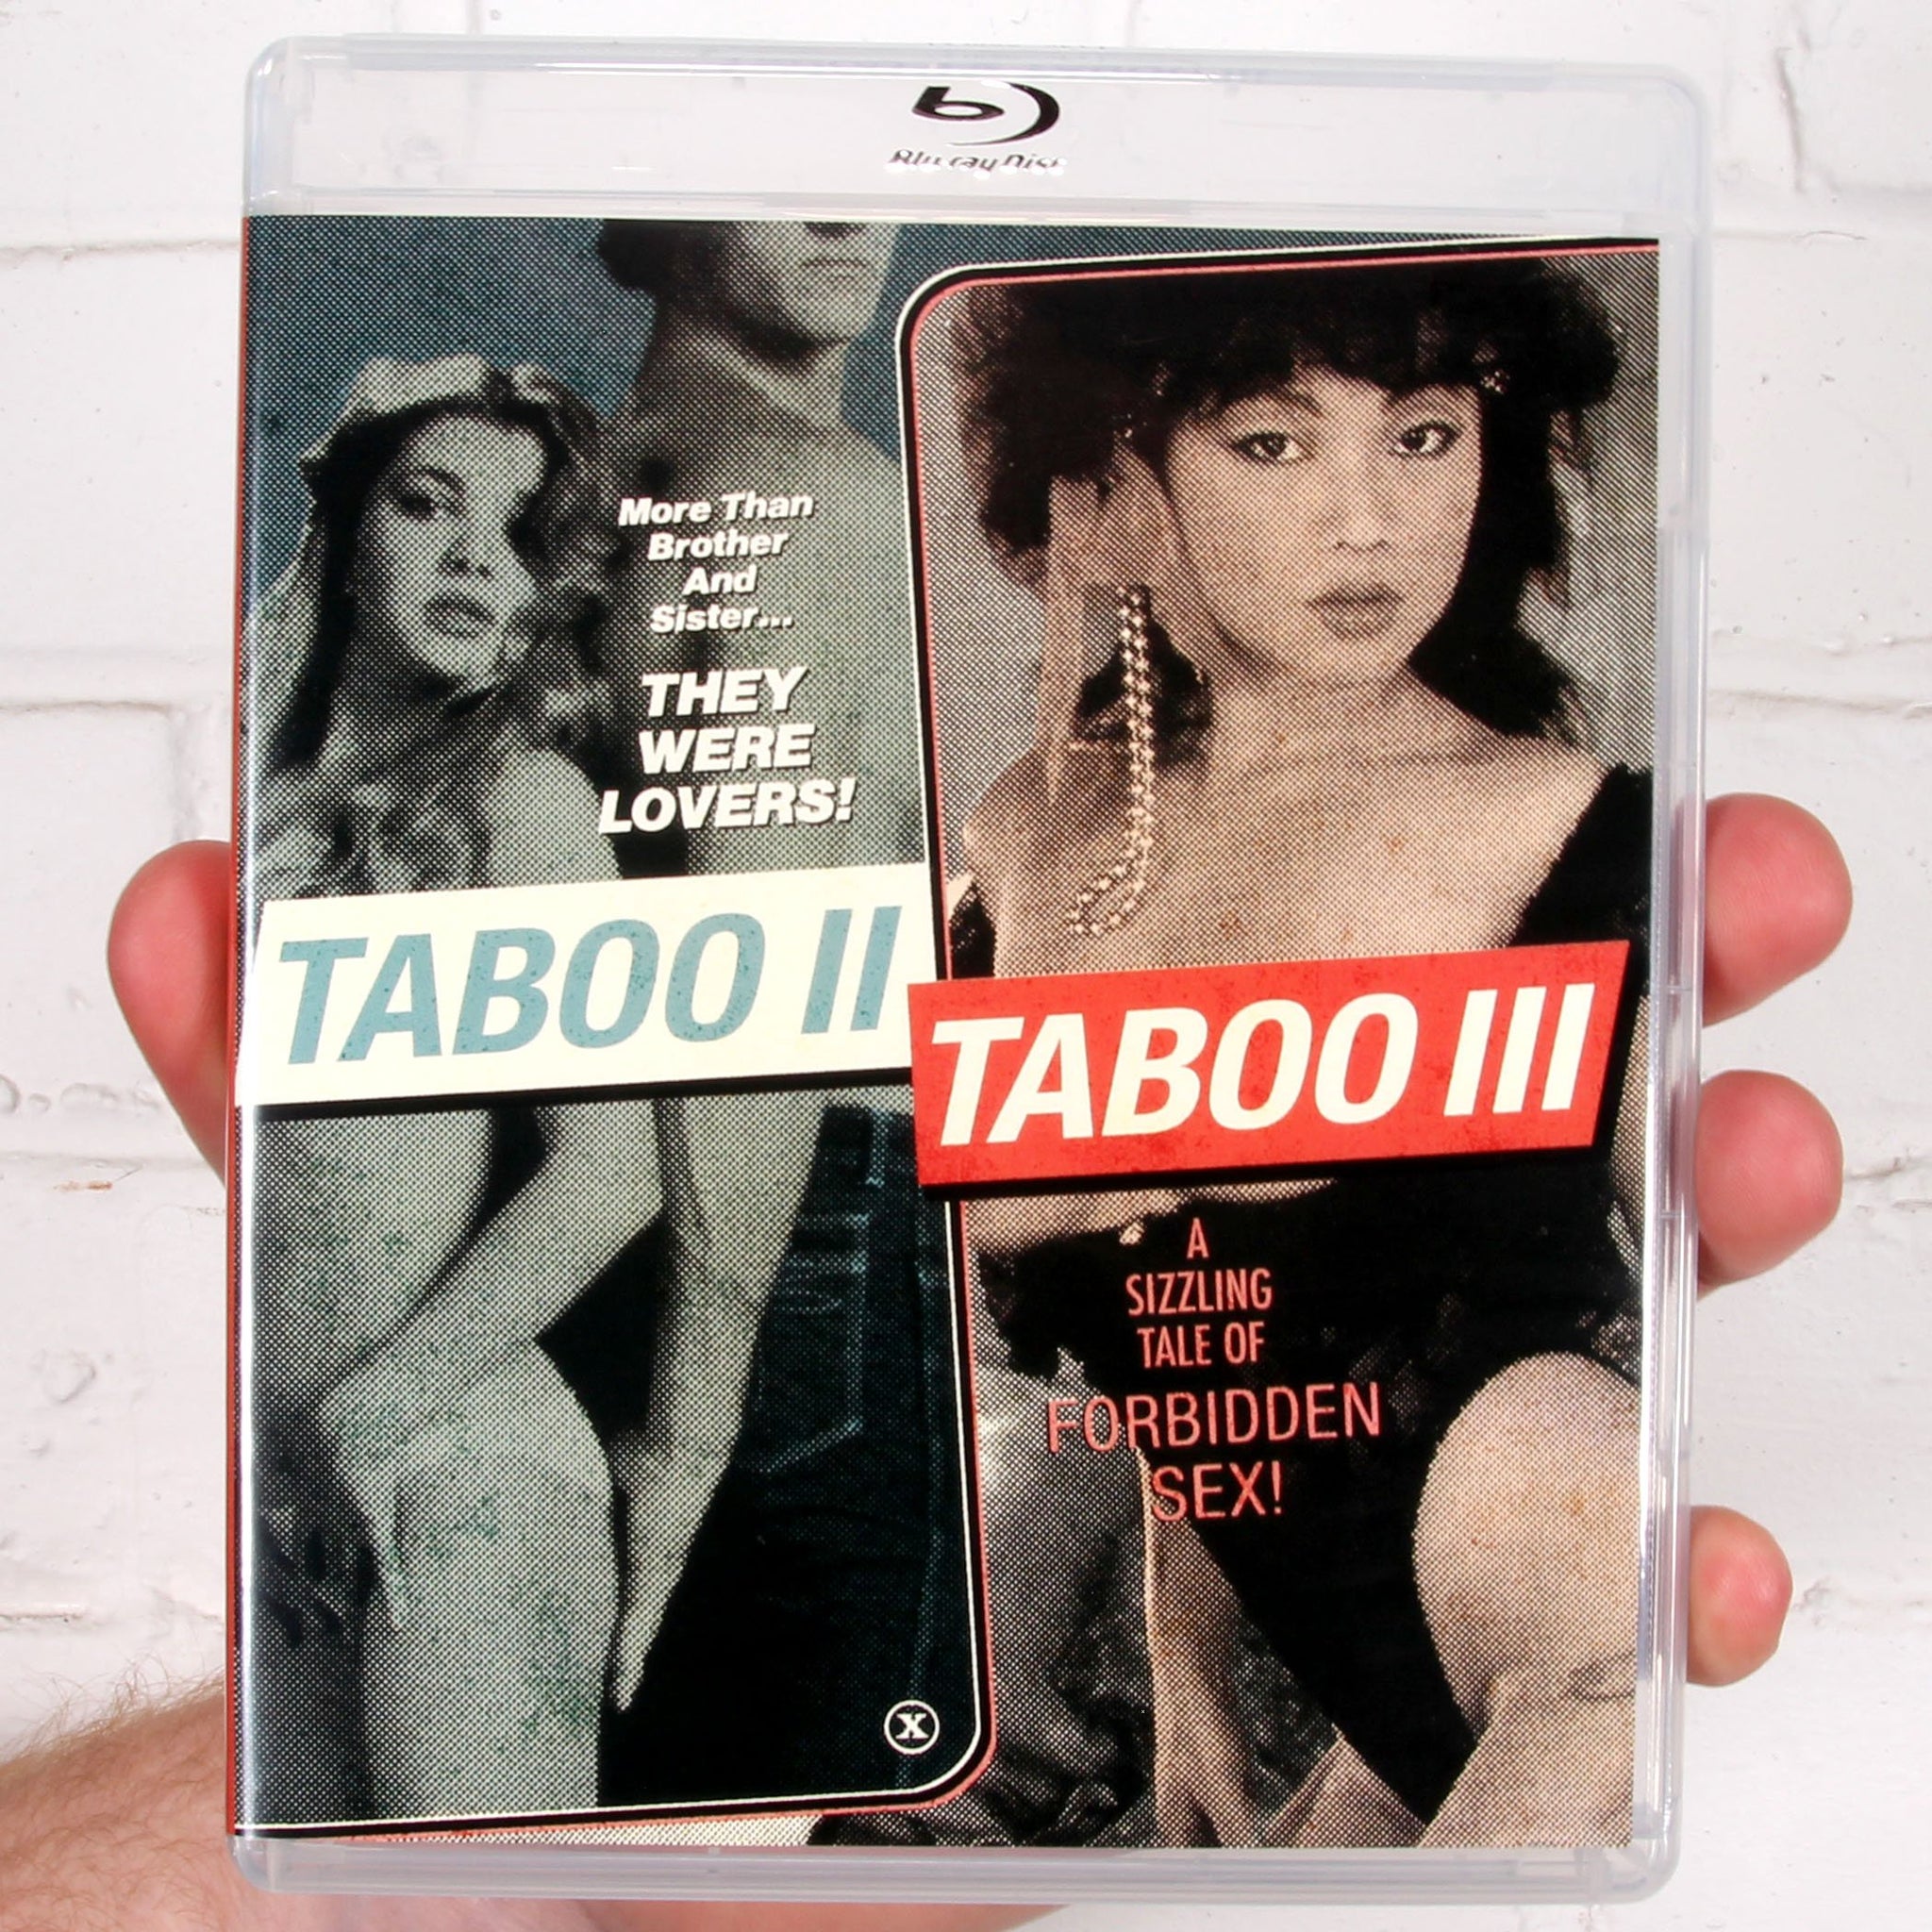 Blu-ray Disc
More Than
Brother
And
Sister...
THEY
WERE
LOVERS!
TABOO II
TABOO III
A
SIZZLING
TALE OF
FORBIDDEN
SEX!
X